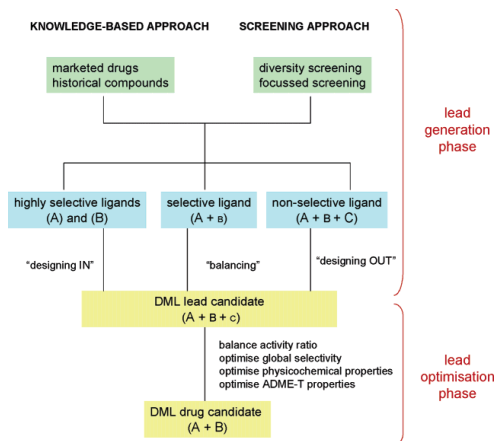 KNOWLEDGE-BASED APPROACH
SCREENING APPROACH
marketed drugs
historical compounds
diversity screening
focussed screening
lead
generation
phase
highly selective ligands
(A) and (B)
selective ligand
(A + B)
non-selective ligand
(A + B + C)
“designing IN”
“balancing”
“designing OUT”
DML lead candidate
(A + B + C)
balance activity ratio
optimise global selectivity
optimise physicochemical properties
optimise ADME-T properties
lead
optimisation
phase
DML drug candidate
(A + B)